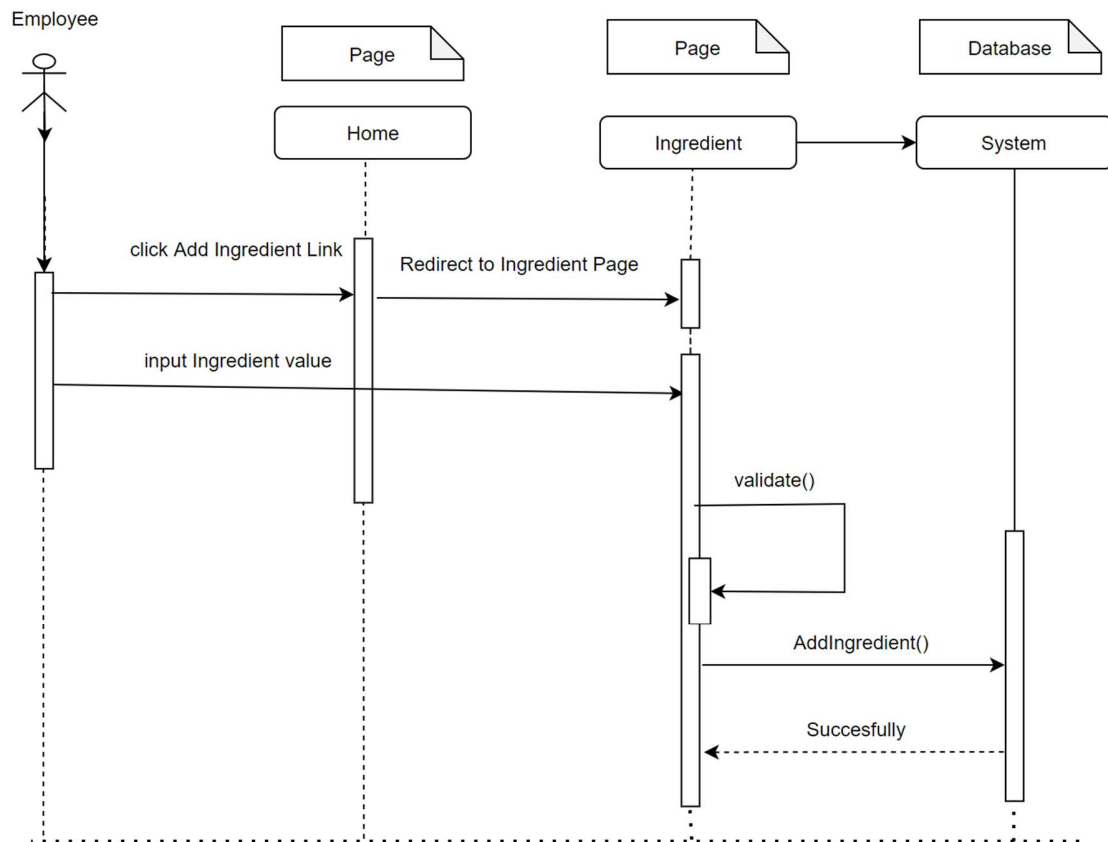 Employee
Page
Page
Database
Home
Ingredient
System
click Add Ingredient Link
Redirect to Ingredient Page
input Ingredient value
validate()
AddIngredient()
Succesfully